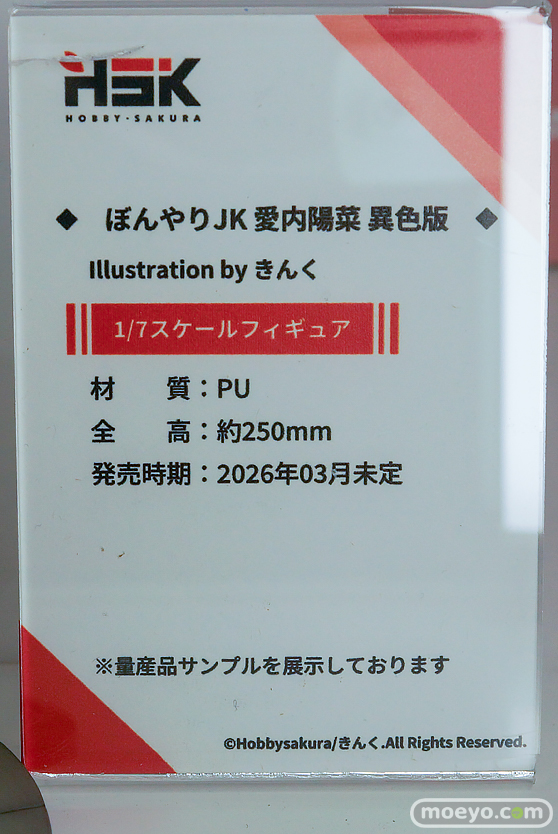 HSK
HOBBY-SAKURA
◆ ぼんやりJK 愛内陽菜 異色版 ◆
Illustration by きんく
1/7スケールフィギュア
材　質：PU
全　高：約250mm
発売時期：2026年03月未定
※量産品サンプルを展示しております
©Hobbysakura/きんく.All Rights Reserved.
moeyo.com